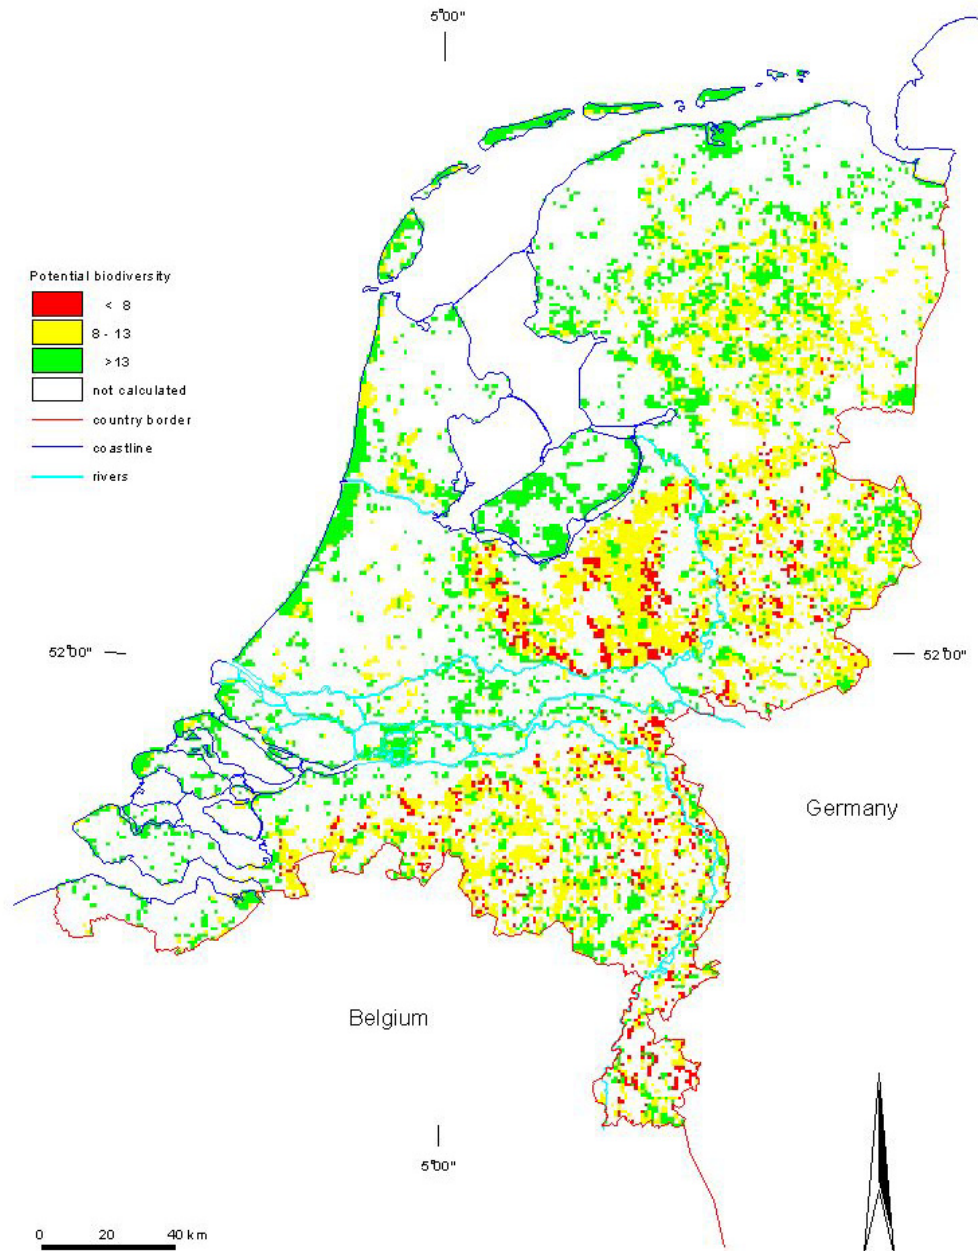 5°00"
Potential biodiversity
< 8
8 - 13
>13
not calculated
country border
coastline
rivers
52°00"
52°00"
Germany
Belgium
5°00"
0 20 40 km